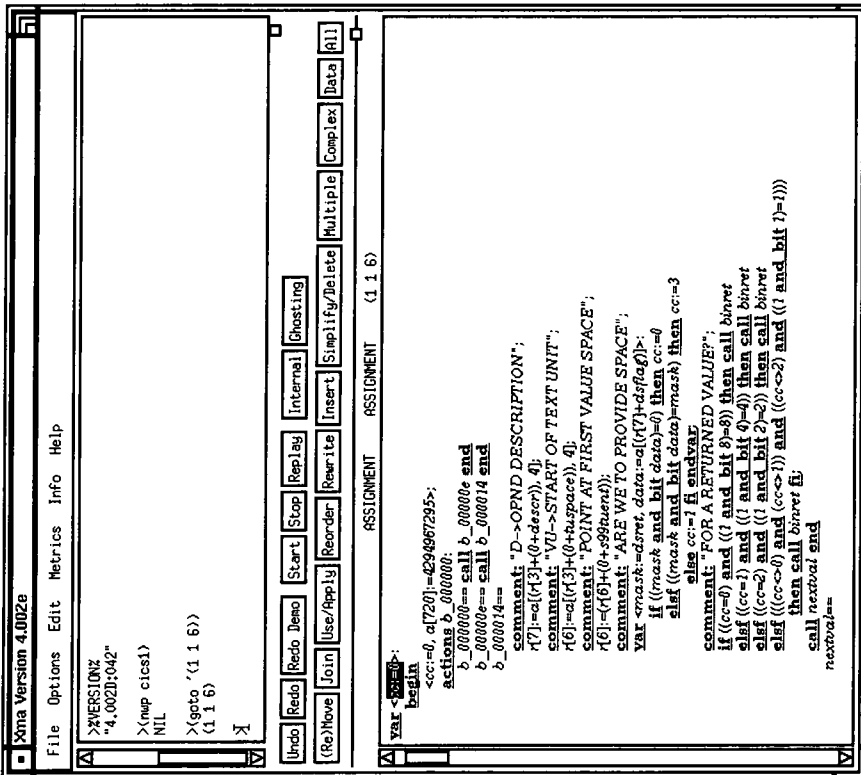 Xma Version 4.002e
File Options Edit Metrics Info Help
>%VERSION%
"4.002D;042"
>(nwp cics1)
NIL
>(goto '(1 1 6))
(1 1 6)
>
Undo Redo Redo Demo Start Stop Replay Internal Ghosting
(Re)Move Join Use/Apply Reorder Rewrite Insert Simplify/Delete Multiple Complex Data All
ASSIGNMENT ASSIGNMENT (1 1 6)
var
begin
<cc:=0, a[720]:=4294967295>;
actions b_000000:
b_000000== call b_00000e end
b_00000e== call b_000014 end
b_000014==
comment: "D->OPND DESCRIPTION";
r[7]:=a[(r[3]+(0+descr)), 4];
comment: "VU->START OF TEXT UNIT";
r[6]:=a[(r[3]+(0+tuspace)), 4];
comment: "POINT AT FIRST VALUE SPACE";
r[6]:=(r[6]+(0+s99tuent));
comment: "ARE WE TO PROVIDE SPACE";
var <mask:=dsret, data:=a[(r[7]+dsflag)]>:
if ((mask and bit data)=0) then cc:=0
elsf ((mask and bit data)=mask) then cc:=3
else cc:=1 fi endvar;
comment: "FOR A RETURNED VALUE?";
if ((cc=0) and ((1 and bit 8)=8)) then call binret
elsf ((cc=1) and ((1 and bit 4)=4)) then call binret
elsf ((cc=2) and ((1 and bit 2)=2)) then call binret
elsf ((((cc<>0) and (cc<>1)) and ((cc<>2) and ((1 and bit 1)=1)))
then call binret fi;
call nextval end
nextval==